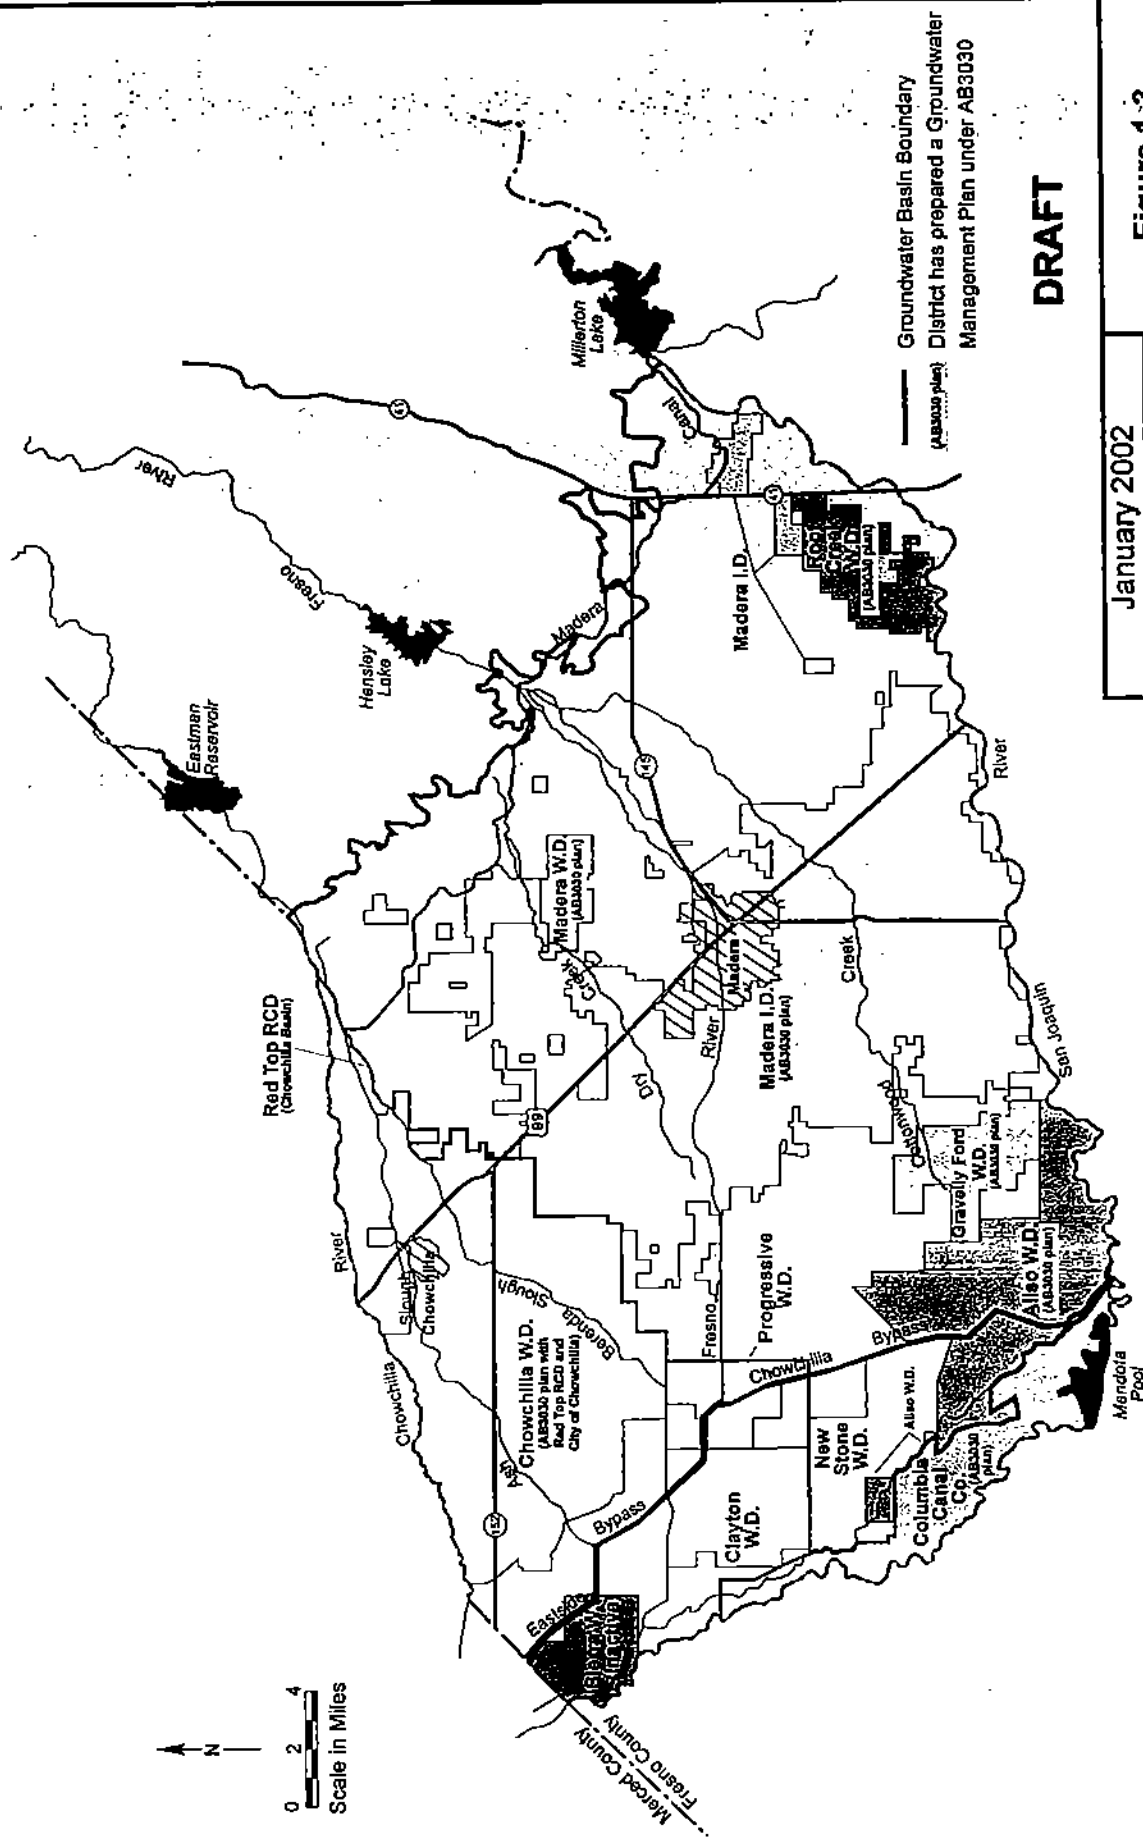 0 2 4
Scale in Miles
N
Merced County
Fresno County
Eastman
Reservoir
Hensley
Lake
Fresno
River
Millerton
Lake
41
Madera
Canal
Red Top RCD
(Chowchilla Basin)
River
Chowchilla
Slough
Chowchilla
99
152
Chowchilla W.D.
(AB3030 plan with
Red Top RCD and
City of Chowchilla)
Ash
Berenda
Slough
Madera W.D.
(AB3030 plan)
Creek
Dry
145
Madera I.D.
41
Root
Creek
W.D.
(AB3030 plan)
Madera
Madera I.D.
(AB3030 plan)
River
Fresno
Creek
Cottonwood
River
San Joaquin
Eastside
Bypass
Inactive
Clayton
W.D.
Progressive
W.D.
Chowchilla
Bypass
New
Stone
W.D.
Aliso W.D.
Columbia
Canal
Co.
(AB3030
plan)
Gravelly Ford
W.D.
(AB3030 plan)
Aliso W.D.
(AB3030 plan)
Mendota
Pool
Groundwater Basin Boundary
(AB3030 plan) District has prepared a Groundwater
Management Plan under AB3030
DRAFT
January 2002